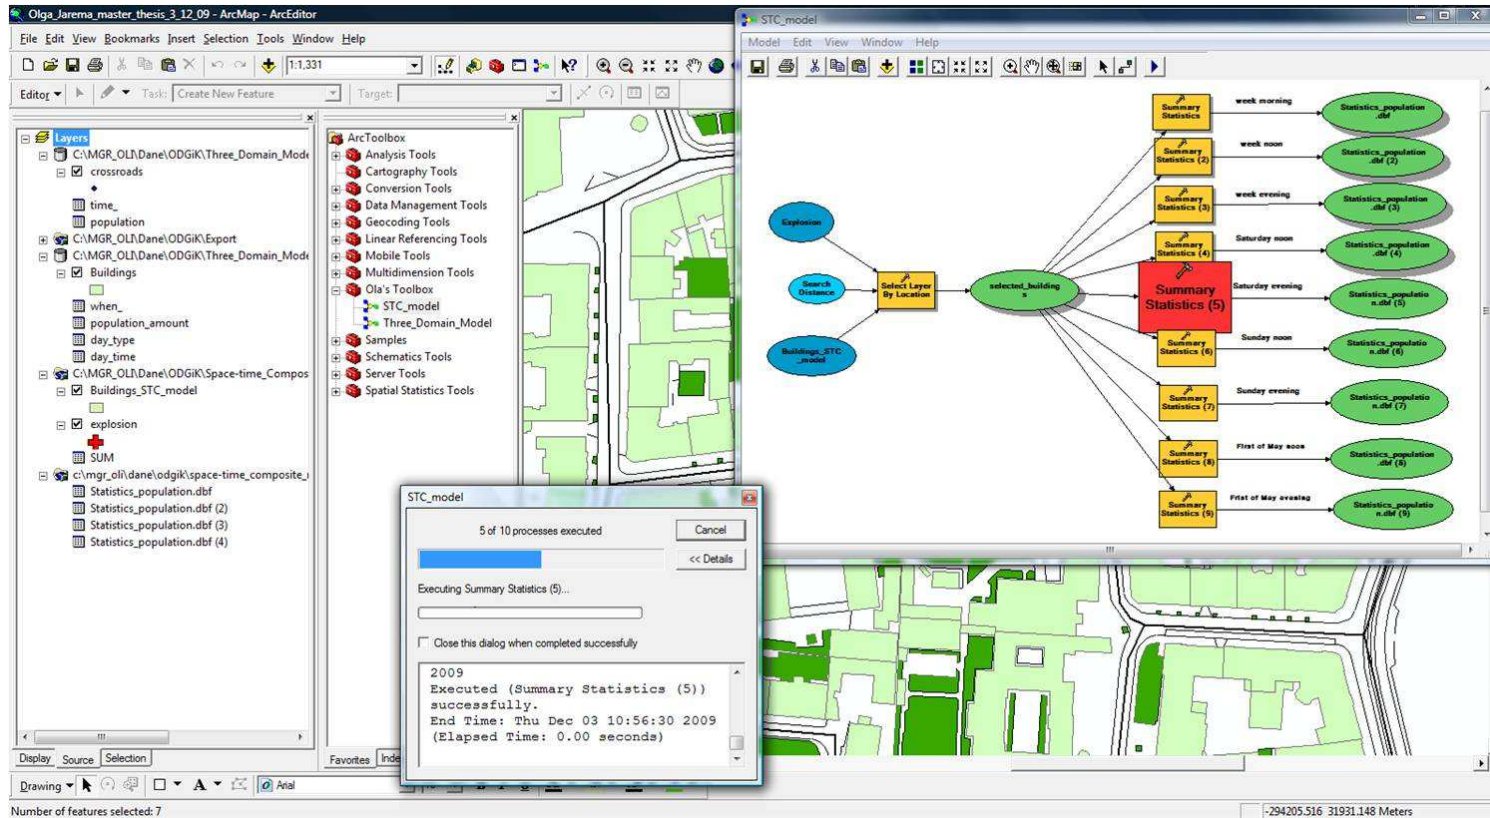 Olga_Jarema_master_thesis_3_12_09 - ArcMap - ArcEditor
File Edit View Bookmarks Insert Selection Tools Window Help
1:1,331
Editor Task: Create New Feature Target:
Layers
C:\MGR_OLI\Dane\ODGiK\Three_Domain_Mode
crossroads
time_
population
C:\MGR_OLI\Dane\ODGiK\Export
C:\MGR_OLI\Dane\ODGiK\Three_Domain_Mode
Buildings
when_
population_amount
day_type
day_time
C:\MGR_OLI\Dane\ODGiK\Space-time_Compos
Buildings_STC_model
explosion
SUM
c:\mgr_oli\dane\odgik\space-time_composite_
Statistics_population.dbf
Statistics_population.dbf (2)
Statistics_population.dbf (3)
Statistics_population.dbf (4)
Display Source Selection
ArcToolbox
Analysis Tools
Cartography Tools
Conversion Tools
Data Management Tools
Geocoding Tools
Linear Referencing Tools
Mobile Tools
Multidimension Tools
Ola's Toolbox
STC_model
Three_Domain_Model
Samples
Schematics Tools
Server Tools
Spatial Statistics Tools
Favorites Inde
STC_model
Model Edit View Window Help
Explosion
Search
Distance
Buildings_STC
_model
Select Layer
By Location
selected_building
s
Summary
Statistics
week morning
Statistics_population
.dbf
Summary
Statistics (2)
week noon
Statistics_population
.dbf (2)
Summary
Statistics (3)
week evening
Statistics_population
.dbf (3)
Summary
Statistics (4)
Saturday noon
Statistics_population
.dbf (4)
Summary
Statistics (5)
Saturday evening
Statistics_populatio
n.dbf (5)
Summary
Statistics (6)
Sunday noon
Statistics_populatio
n.dbf (6)
Summary
Statistics (7)
Sunday evening
Statistics_populatio
n.dbf (7)
Summary
Statistics (8)
First of May noon
Statistics_population
.dbf (8)
Summary
Statistics (9)
Frist of May evening
Statistics_populatio
n.dbf (9)
STC_model
5 of 10 processes executed
Cancel
<< Details
Executing Summary Statistics (5)...
Close this dialog when completed successfully
2009
Executed (Summary Statistics (5))
successfully.
End Time: Thu Dec 03 10:56:30 2009
(Elapsed Time: 0.00 seconds)
Drawing A Arial
Number of features selected: 7
-294205.516 31931.148 Meters